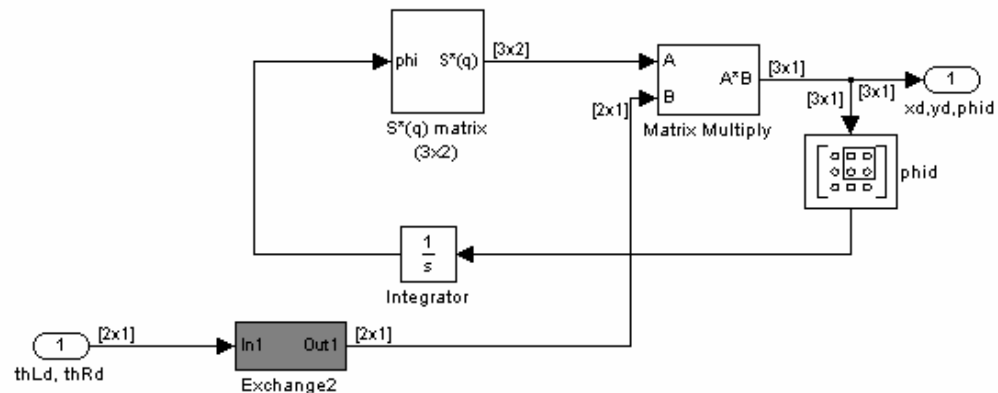 phi S*(q)
[3x2]
S*(q) matrix
(3x2)
A
B
A*B
Matrix Multiply
[2x1]
[3x1]
[3x1]
[3x1]
1
xd,yd,phid
phid
1
s
Integrator
1
thLd, thRd
[2x1]
In1 Out1
Exchange2
[2x1]